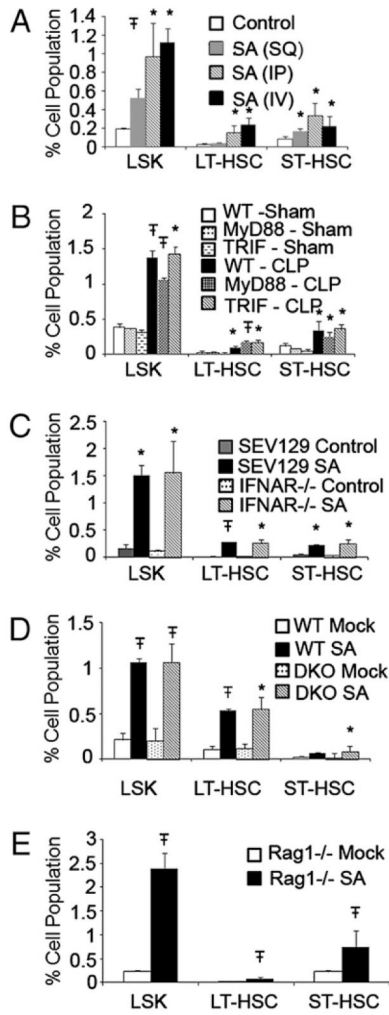 A
% Cell Population
1.4
1.2
1
0.8
0.6
0.4
0.2
0
Ŧ * *
* *
* * *
Control
SA (SQ)
SA (IP)
SA (IV)
LSK LT-HSC ST-HSC
B
% Cell Population
2
1.5
1
0.5
0
Ŧ Ŧ *
* Ŧ *
* * *
WT -Sham
MyD88 - Sham
TRIF - Sham
WT - CLP
MyD88 - CLP
TRIF - CLP
LSK LT-HSC ST-HSC
C
% Cell Population
2.5
2
1.5
1
0.5
0
* *
Ŧ *
* *
SEV129 Control
SEV129 SA
IFNAR-/- Control
IFNAR-/- SA
LSK LT-HSC ST-HSC
D
% Cell Population
1.5
1
0.5
0
Ŧ Ŧ
Ŧ *
*
WT Mock
WT SA
DKO Mock
DKO SA
LSK LT-HSC ST-HSC
E
% Cell Population
3
2.5
2
1.5
1
0.5
0
Ŧ
Ŧ
Ŧ
Rag1-/- Mock
Rag1-/- SA
LSK LT-HSC ST-HSC